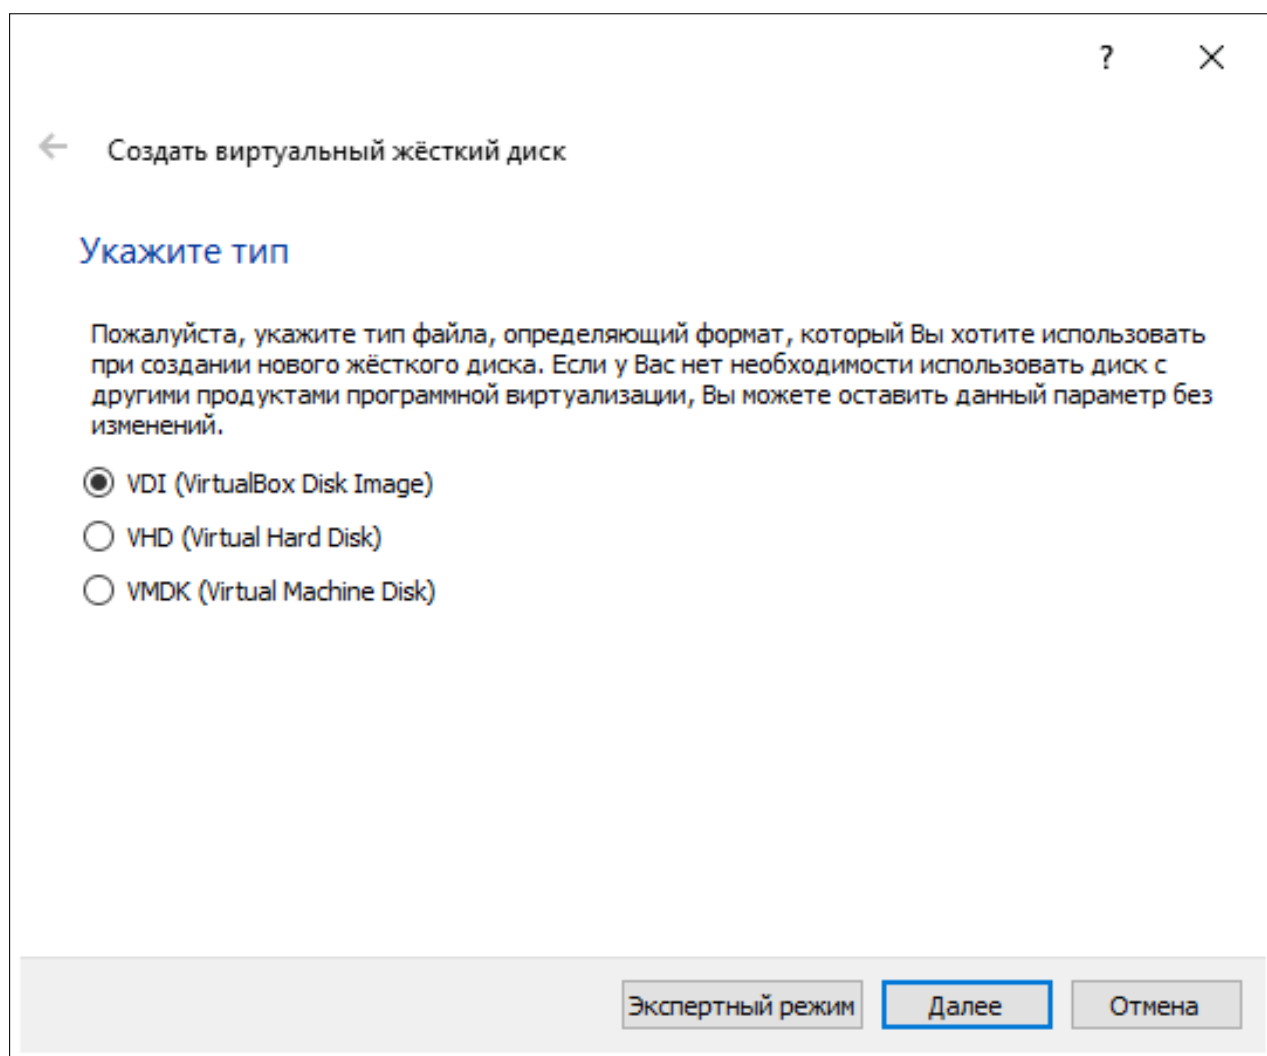 ?
Создать виртуальный жёсткий диск
Укажите тип
Пожалуйста, укажите тип файла, определяющий формат, который Вы хотите использовать
при создании нового жёсткого диска. Если у Вас нет необходимости использовать диск с
другими продуктами программной виртуализации, Вы можете оставить данный параметр без
изменений.
VDI (VirtualBox Disk Image)
VHD (Virtual Hard Disk)
VMDK (Virtual Machine Disk)
Экспертный режим Далее Отмена